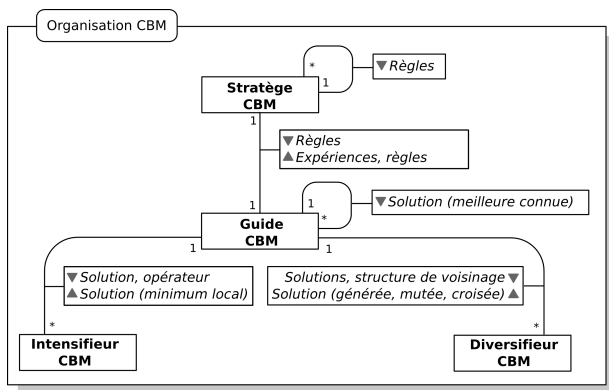 Organisation CBM
*
▼Règles
1
Stratège
CBM
1
▼Règles
▲Expériences, règles
1
1
▼Solution (meilleure connue)
*
Guide
CBM
1
1
▼Solution, opérateur
▲Solution (minimum local)
Solutions, structure de voisinage▼
Solution (générée, mutée, croisée)▲
*
*
Intensifieur
CBM
Diversifieur
CBM